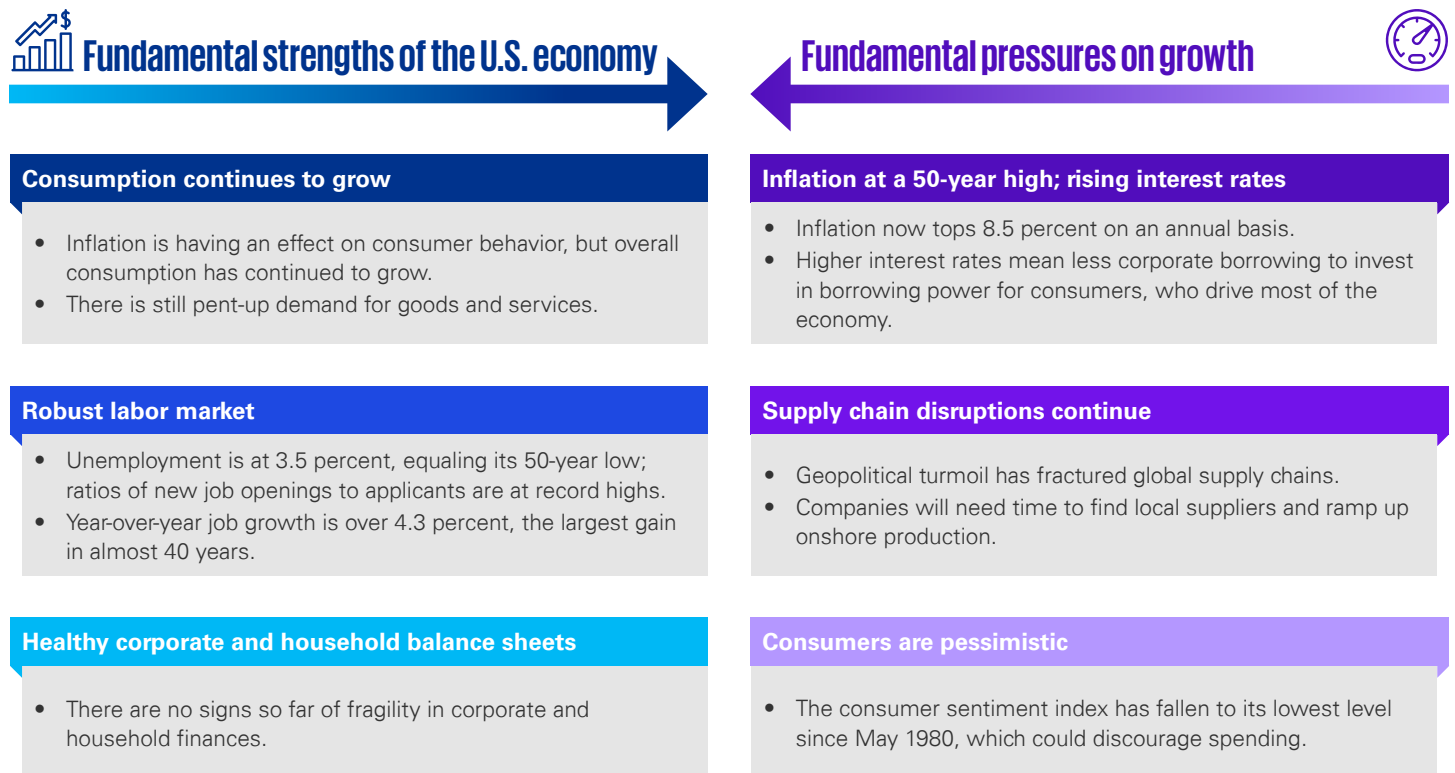 $
Fundamental strengths of the U.S. economy
Consumption continues to grow
• Inflation is having an effect on consumer behavior, but overall
consumption has continued to grow.
• There is still pent-up demand for goods and services.
Robust labor market
• Unemployment is at 3.5 percent, equaling its 50-year low;
ratios of new job openings to applicants are at record highs.
• Year-over-year job growth is over 4.3 percent, the largest gain
in almost 40 years.
Healthy corporate and household balance sheets
• There are no signs so far of fragility in corporate and
household finances.
Fundamental pressures on growth
Inflation at a 50-year high; rising interest rates
• Inflation now tops 8.5 percent on an annual basis.
• Higher interest rates mean less corporate borrowing to invest
in borrowing power for consumers, who drive most of the
economy.
Supply chain disruptions continue
• Geopolitical turmoil has fractured global supply chains.
• Companies will need time to find local suppliers and ramp up
onshore production.
Consumers are pessimistic
• The consumer sentiment index has fallen to its lowest level
since May 1980, which could discourage spending.